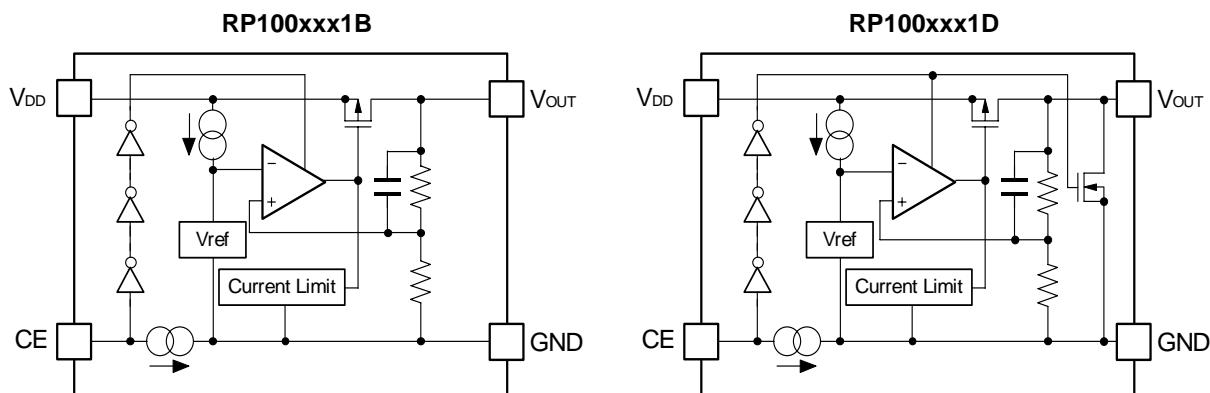 RP100xxx1B
VDD
VOUT
−
+
Vref
Current Limit
CE
GND
RP100xxx1D
VDD
VOUT
−
+
Vref
Current Limit
CE
GND